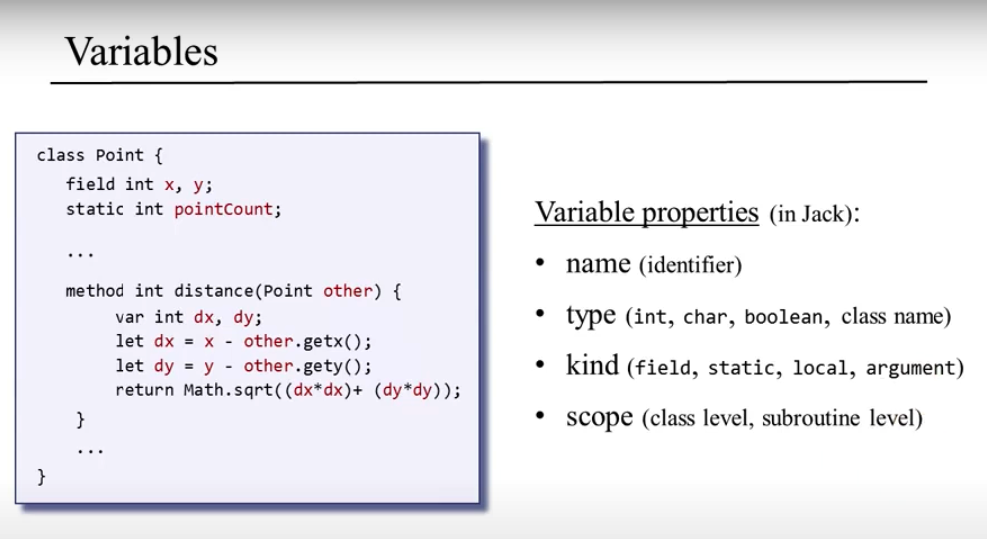 Variables
class Point {
field int x, y;
static int pointCount;
...
method int distance(Point other) {
var int dx, dy;
let dx = x - other.getx();
let dy = y - other.gety();
return Math.sqrt((dx*dx)+ (dy*dy));
}
...
}
Variable properties (in Jack):
• name (identifier)
• type (int, char, boolean, class name)
• kind (field, static, local, argument)
• scope (class level, subroutine level)